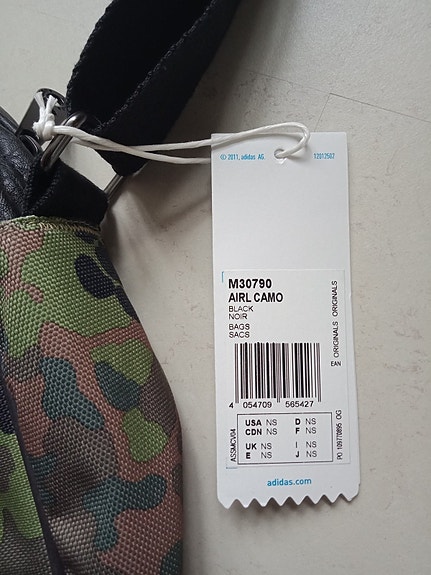 © 2011, adidas AG.
12012567
M30790
AIRL CAMO
BLACK
NOIR
BAGS
SACS
EAN ORIGINALS ORIGINALS
4 054709 565427
ASSMCV04
USA NS D NS
CDN NS F NS
UK NS I NS
E NS J NS
PO 109770895 OG
adidas.com